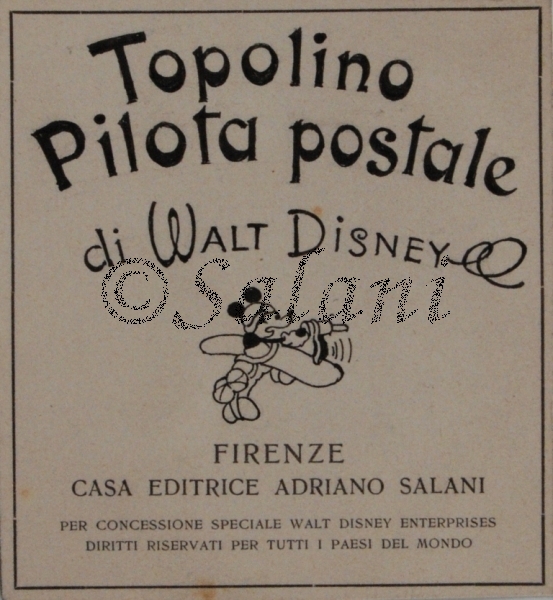 Topolino
Pilota postale
di WALT DISNEY
©Salani
FIRENZE
CASA EDITRICE ADRIANO SALANI
PER CONCESSIONE SPECIALE WALT DISNEY ENTERPRISES
DIRITTI RISERVATI PER TUTTI I PAESI DEL MONDO